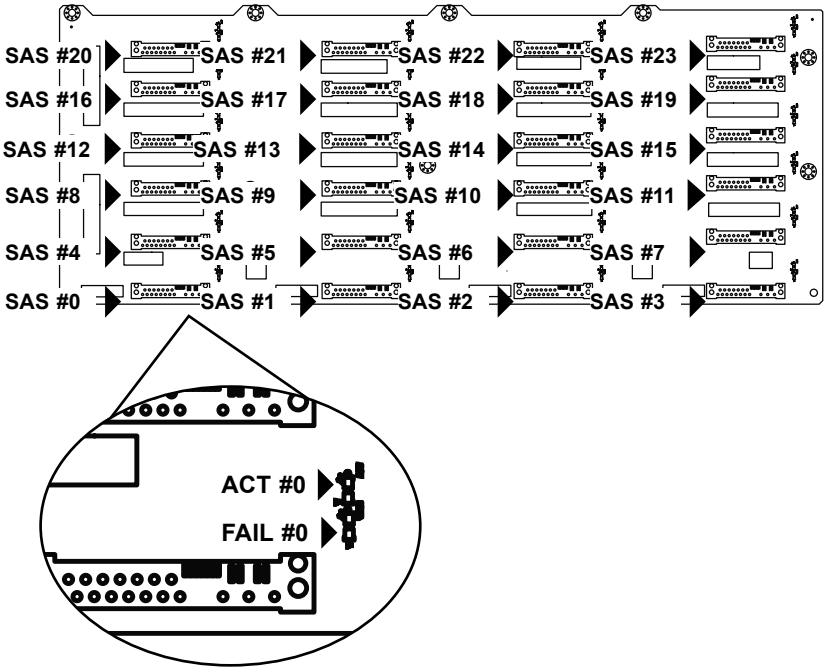 SAS #20 SAS #21 SAS #22 SAS #23
SAS #16 SAS #17 SAS #18 SAS #19
SAS #12 SAS #13 SAS #14 SAS #15
SAS #8 SAS #9 SAS #10 SAS #11
SAS #4 SAS #5 SAS #6 SAS #7
SAS #0 SAS #1 SAS #2 SAS #3
ACT #0
FAIL #0